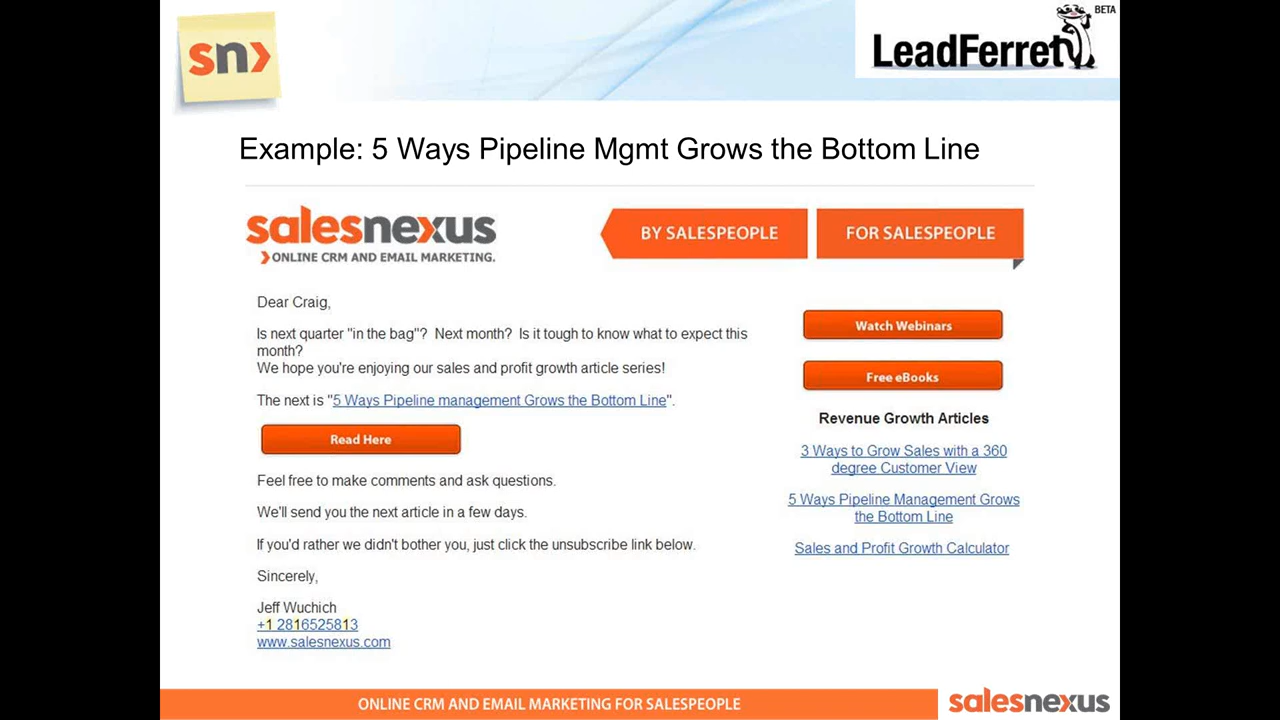 sn>
BETA
LeadFerret
Example: 5 Ways Pipeline Mgmt Grows the Bottom Line
salesnexus
ONLINE CRM AND EMAIL MARKETING.
BY SALESPEOPLE
FOR SALESPEOPLE
Dear Craig,
Is next quarter "in the bag"? Next month? Is it tough to know what to expect this
month?
We hope you're enjoying our sales and profit growth article series!
The next is "5 Ways Pipeline management Grows the Bottom Line".
Read Here
Feel free to make comments and ask questions.
We'll send you the next article in a few days.
If you'd rather we didn't bother you, just click the unsubscribe link below.
Sincerely,
Jeff Wuchich
+1 2816525813
www.salesnexus.com
Watch Webinars
Free eBooks
Revenue Growth Articles
3 Ways to Grow Sales with a 360
degree Customer View
5 Ways Pipeline Management Grows
the Bottom Line
Sales and Profit Growth Calculator
ONLINE CRM AND EMAIL MARKETING FOR SALESPEOPLE
salesnexus